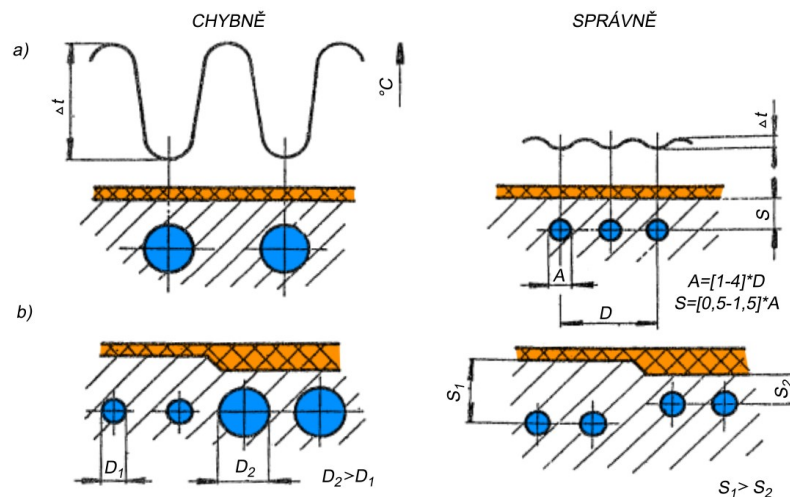 CHYBNĚ
SPRÁVNĚ
a)
Δt
°C
Δt
S
A
A=[1-4]*D
S=[0,5-1,5]*A
D
b)
S₁
S₂
D₁
D₂
D₂>D₁
S₁> S₂